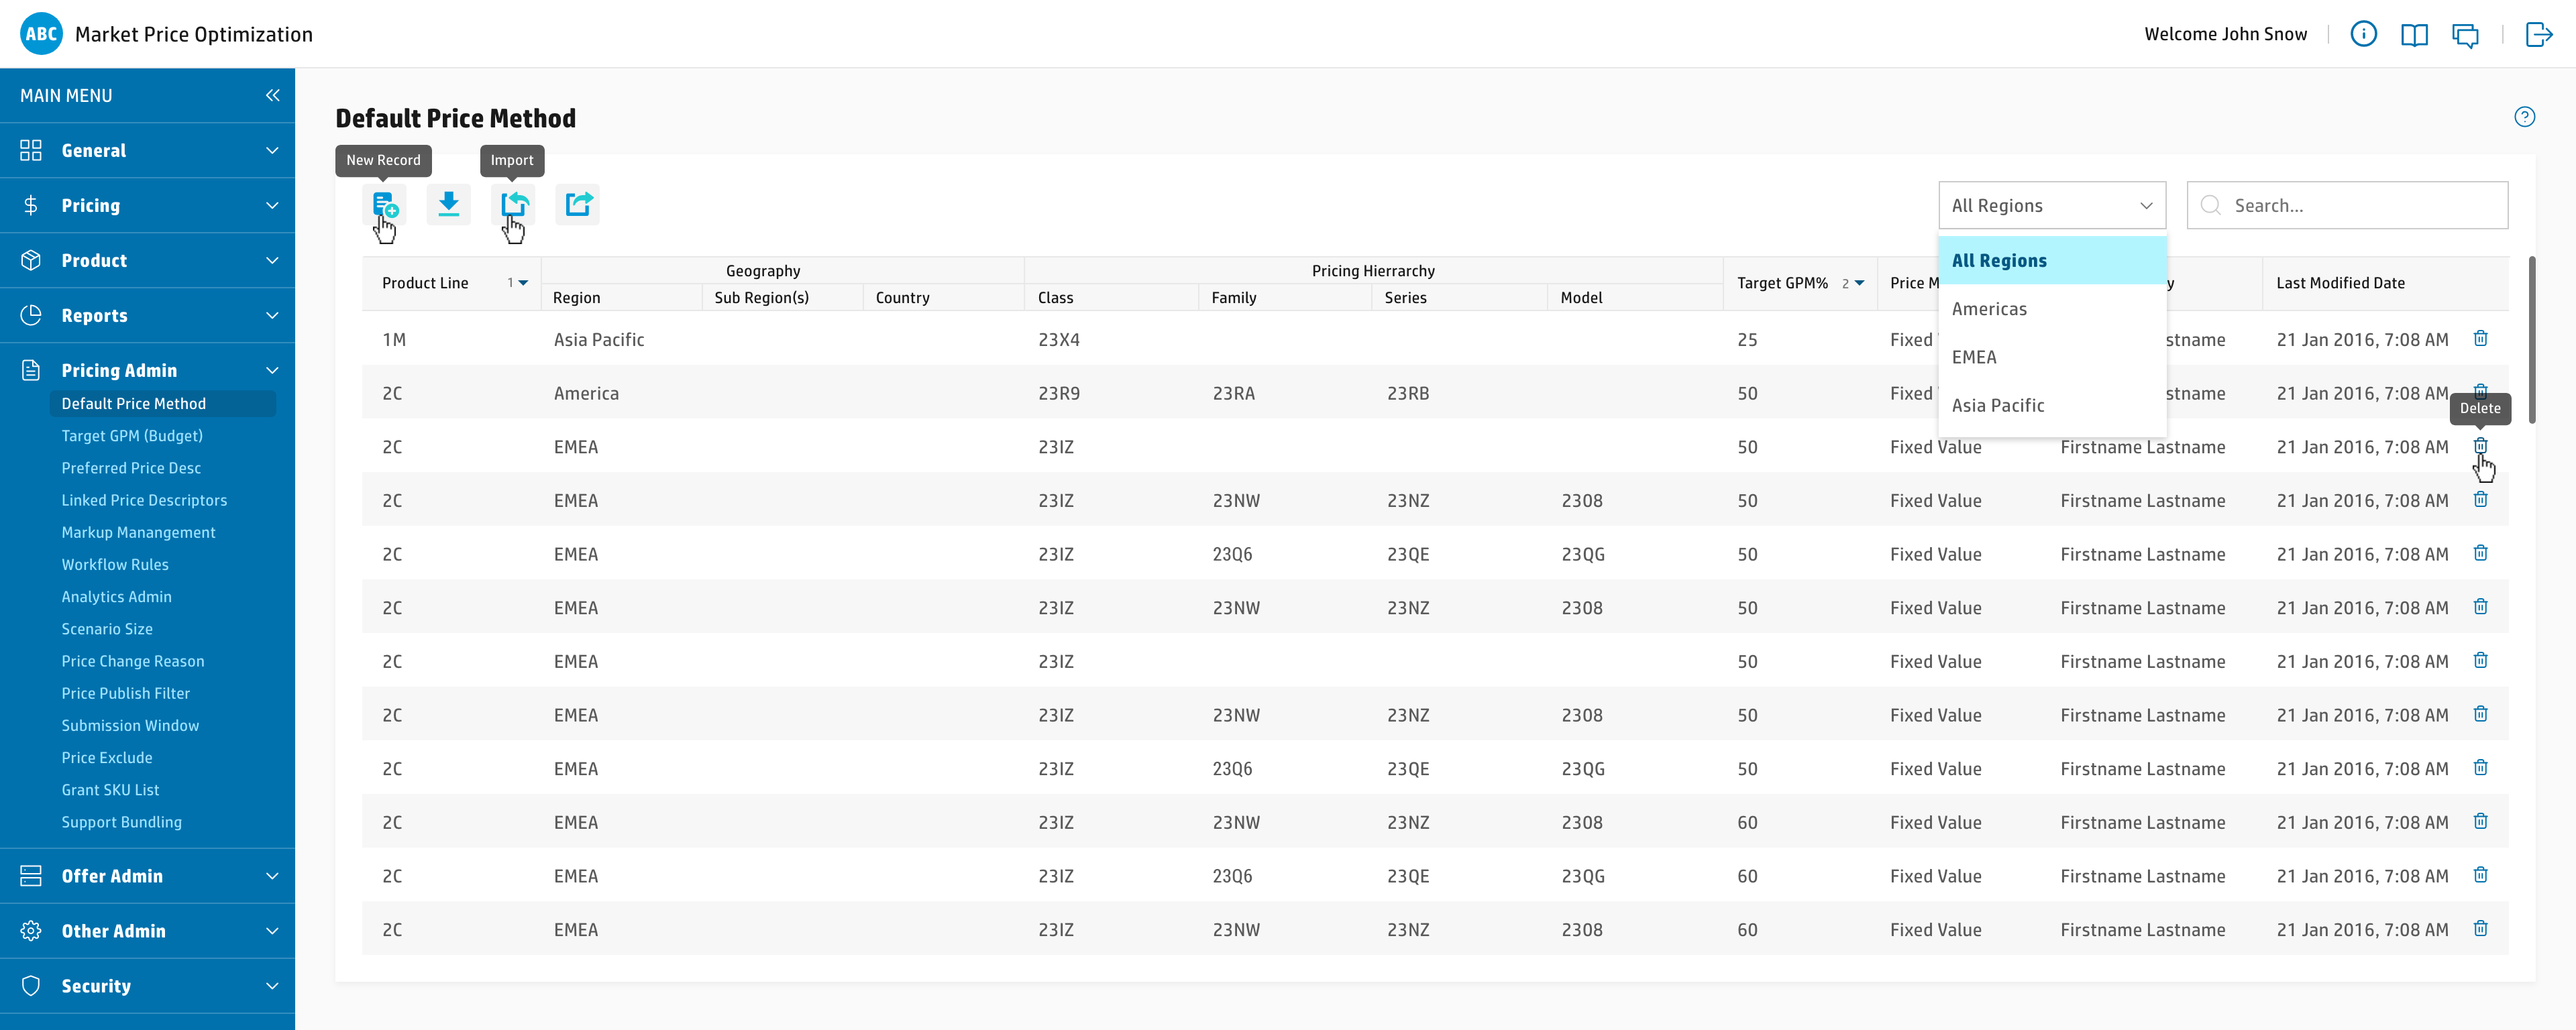 ABC Market Price Optimization
Welcome John Snow
MAIN MENU
General
Pricing
Product
Reports
Pricing Admin
Default Price Method
Target GPM (Budget)
Preferred Price Desc
Linked Price Descriptors
Markup Manangement
Workflow Rules
Analytics Admin
Scenario Size
Price Change Reason
Price Publish Filter
Submission Window
Price Exclude
Grant SKU List
Support Bundling
Offer Admin
Other Admin
Security
Default Price Method
New Record Import
All Regions Search...
All Regions
Americas
EMEA
Asia Pacific
Delete
Geography Pricing Hierrarchy
Product Line 1 Target GPM% 2 Price M y Last Modified Date
Region Sub Region(s) Country Class Family Series Model
1M Asia Pacific 23X4 25 Fixed stname 21 Jan 2016, 7:08 AM
2C America 23R9 23RA 23RB 50 Fixed stname 21 Jan 2016, 7:08 AM
2C EMEA 23IZ 50 Fixed Value Firstname Lastname 21 Jan 2016, 7:08 AM
2C EMEA 23IZ 23NW 23NZ 2308 50 Fixed Value Firstname Lastname 21 Jan 2016, 7:08 AM
2C EMEA 23IZ 23Q6 23QE 23QG 50 Fixed Value Firstname Lastname 21 Jan 2016, 7:08 AM
2C EMEA 23IZ 23NW 23NZ 2308 50 Fixed Value Firstname Lastname 21 Jan 2016, 7:08 AM
2C EMEA 23IZ 50 Fixed Value Firstname Lastname 21 Jan 2016, 7:08 AM
2C EMEA 23IZ 23NW 23NZ 2308 50 Fixed Value Firstname Lastname 21 Jan 2016, 7:08 AM
2C EMEA 23IZ 23Q6 23QE 23QG 50 Fixed Value Firstname Lastname 21 Jan 2016, 7:08 AM
2C EMEA 23IZ 23NW 23NZ 2308 60 Fixed Value Firstname Lastname 21 Jan 2016, 7:08 AM
2C EMEA 23IZ 23Q6 23QE 23QG 60 Fixed Value Firstname Lastname 21 Jan 2016, 7:08 AM
2C EMEA 23IZ 23NW 23NZ 2308 60 Fixed Value Firstname Lastname 21 Jan 2016, 7:08 AM